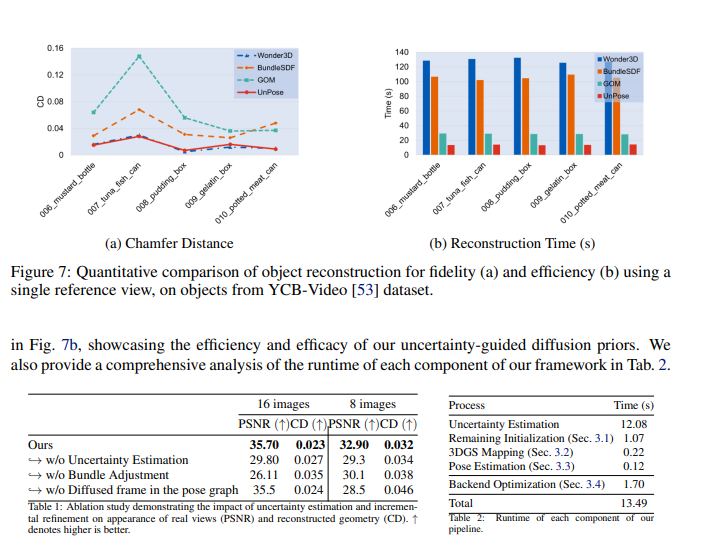 0.16
0.12
0.08
0.04
0
CD
Wonder3D
BundleSDF
GOM
UnPose
006_mustard_bottle
007_tuna_fish_can
008_pudding_box
009_gelatin_box
010_potted_meat_can
(a) Chamfer Distance
140
120
100
80
60
40
20
0
Time (s)
Wonder3D
BundleSDF
GOM
UnPose
006_mustard_bottle
007_tuna_fish_can
008_pudding_box
009_gelatin_box
010_potted_meat_can
(b) Reconstruction Time (s)
Figure 7: Quantitative comparison of object reconstruction for fidelity (a) and efficiency (b) using a
single reference view, on objects from YCB-Video [53] dataset.
in Fig. 7b, showcasing the efficiency and efficacy of our uncertainty-guided diffusion priors. We
also provide a comprehensive analysis of the runtime of each component of our framework in Tab. 2.
16 images 8 images
PSNR (↑) CD (↑) PSNR (↑) CD (↑)
Ours 35.70 0.023 32.90 0.032
↪ w/o Uncertainty Estimation 29.80 0.027 29.3 0.034
↪ w/o Bundle Adjustment 26.11 0.035 30.1 0.038
↪ w/o Diffused frame in the pose graph 35.5 0.024 28.5 0.046
Table 1: Ablation study demonstrating the impact of uncertainty estimation and incremen-
tal refinement on appearance of real views (PSNR) and reconstructed geometry (CD). ↑
denotes higher is better.
Process Time (s)
Uncertainty Estimation 12.08
Remaining Initialization (Sec. 3.1) 1.07
3DGS Mapping (Sec. 3.2) 0.22
Pose Estimation (Sec. 3.3) 0.12
Backend Optimization (Sec. 3.4) 1.70
Total 13.49
Table 2: Runtime of each component of our
pipeline.